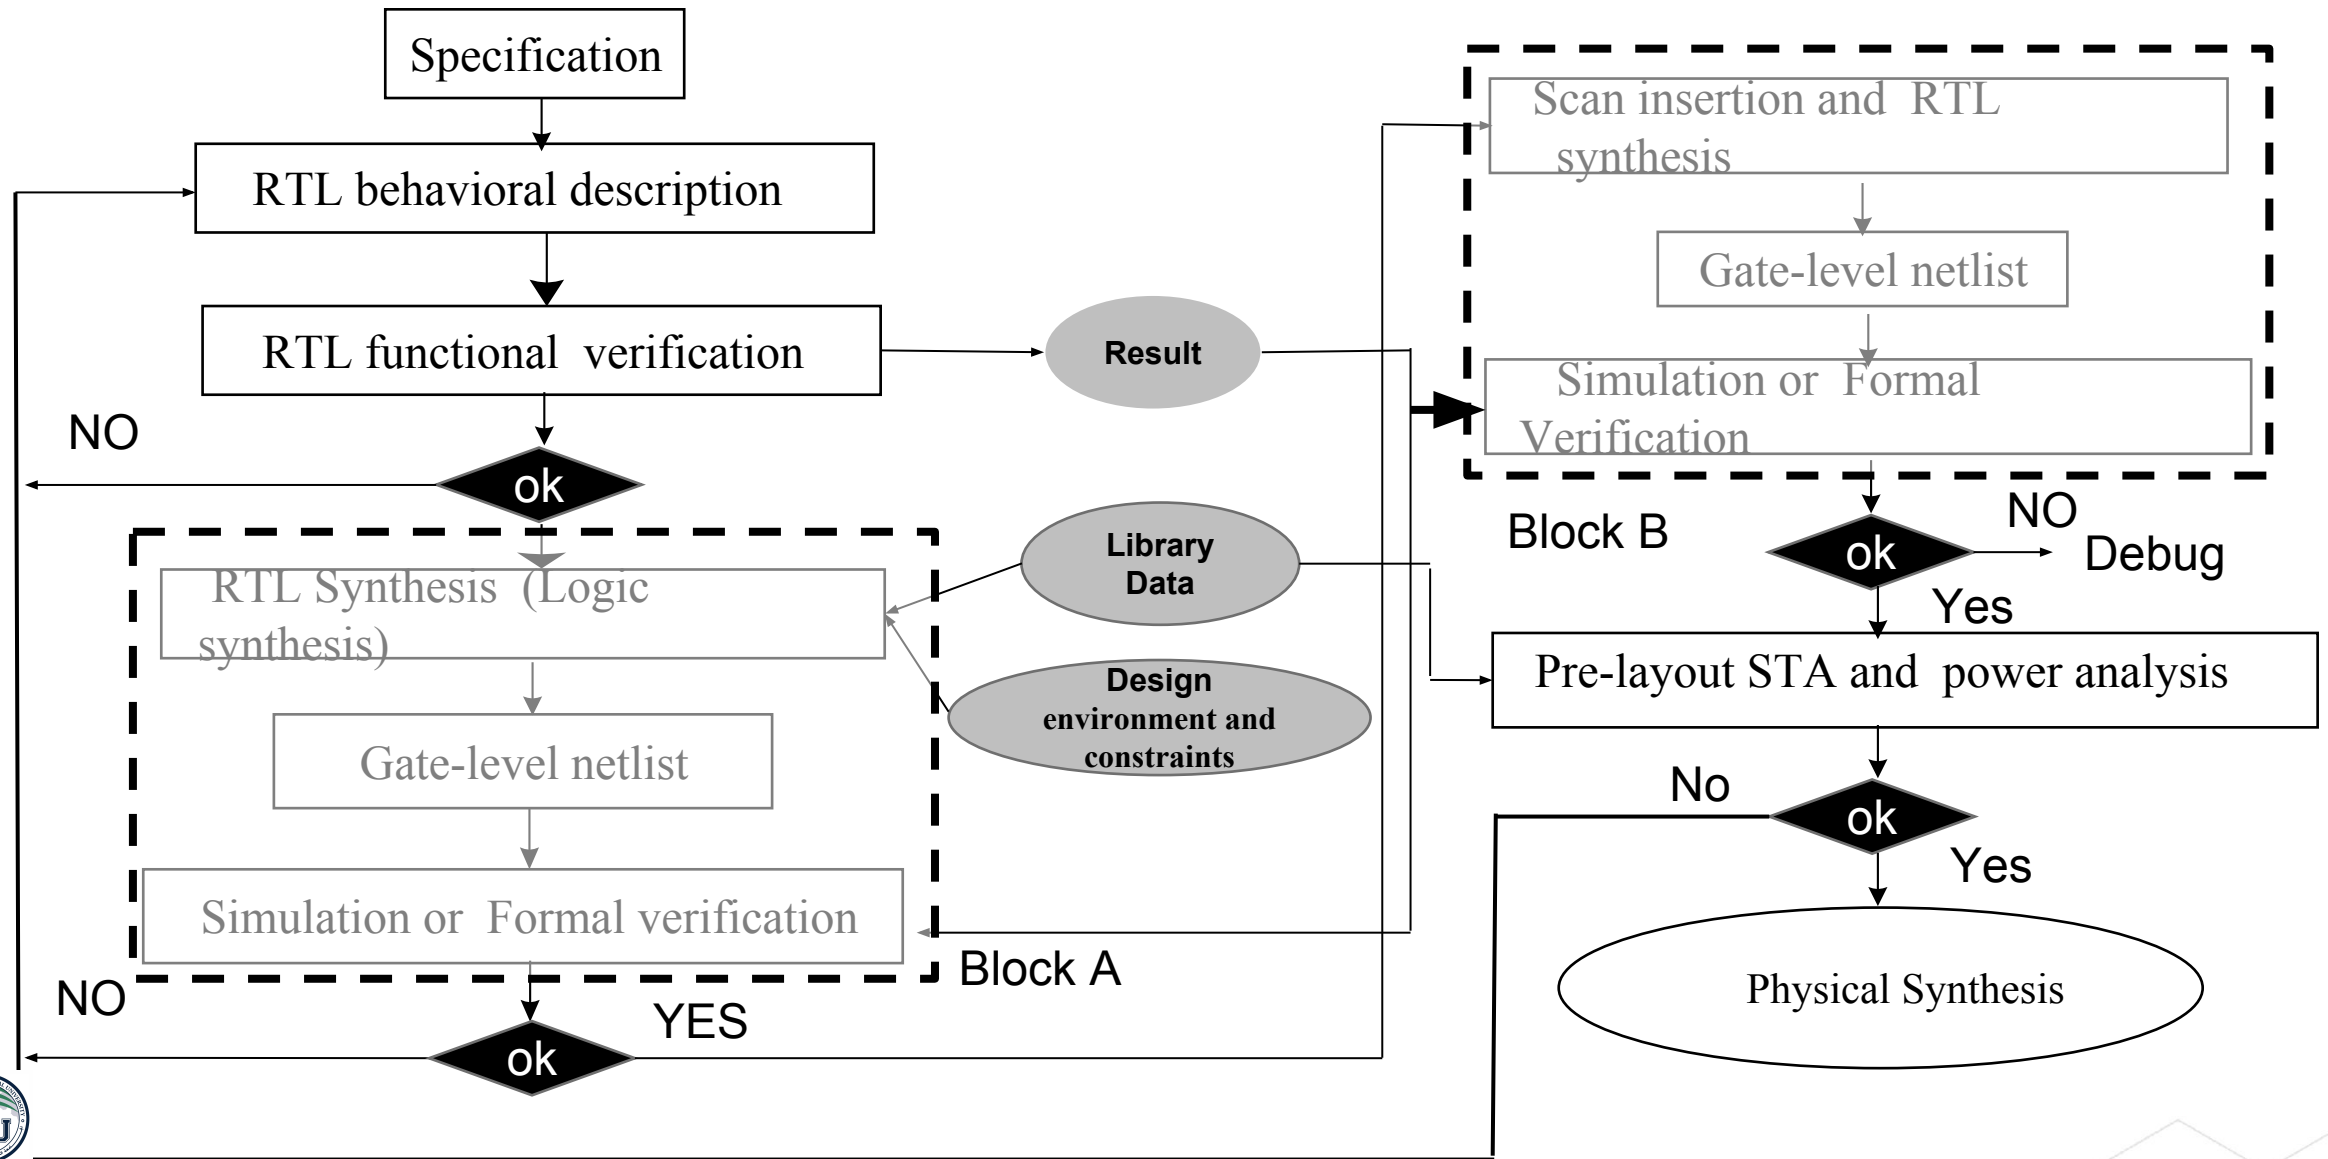 Specification
RTL behavioral description
RTL functional verification
NO
ok
RTL Synthesis (Logic
synthesis)
Gate-level netlist
Simulation or Formal verification
NO
YES
ok
Block A
Result
Library
Data
Design
environment and
constraints
Scan insertion and RTL
synthesis
Gate-level netlist
Simulation or Formal
Verification
Block B
NO
ok
Debug
Yes
Pre-layout STA and power analysis
No
ok
Yes
Physical Synthesis